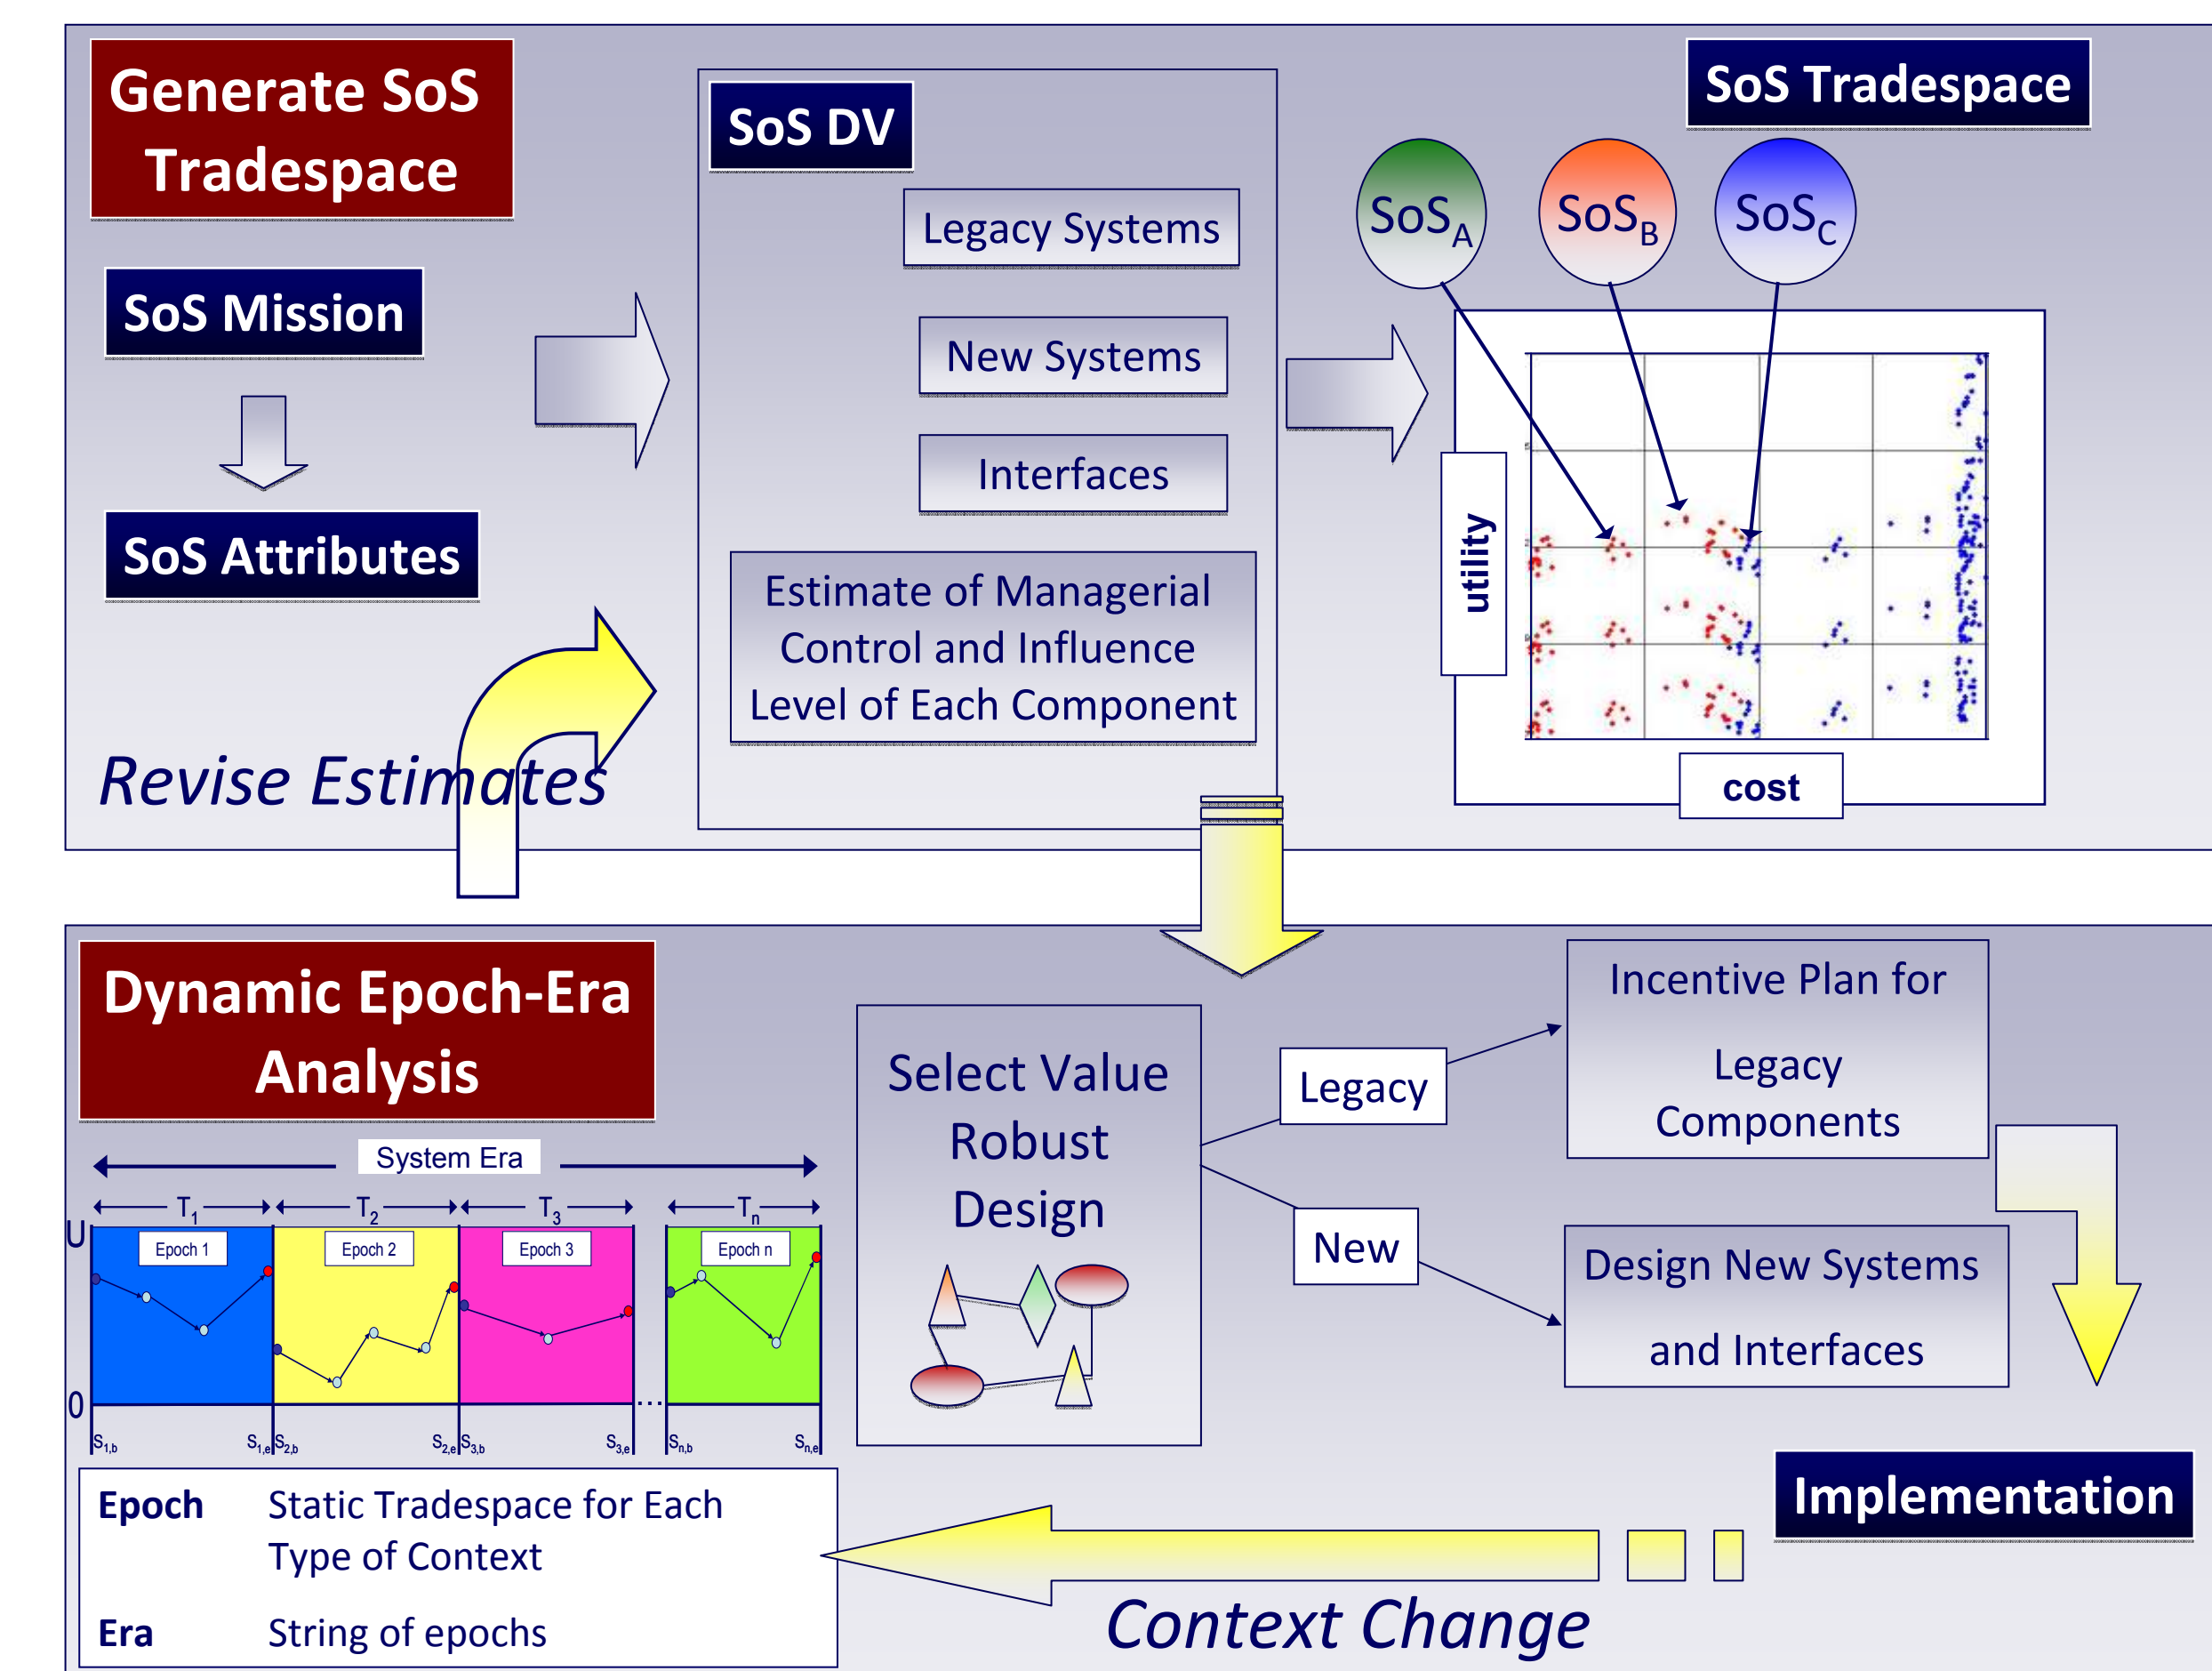 Generate SoS
Tradespace
SoS Mission
SoS Attributes
Revise Estimates
SoS DV
Legacy Systems
New Systems
Interfaces
Estimate of Managerial
Control and Influence
Level of Each Component
SoS Tradespace
SoSA
SoSB
SoSC
utility
cost
Dynamic Epoch-Era
Analysis
System Era
T1 T2 T3 Tn
U
Epoch 1 Epoch 2 Epoch 3 Epoch n
0
...
S1,b S1,e S2,b S2,e S3,b S3,e Sn,b Sn,e
Epoch Static Tradespace for Each
Type of Context
Era String of epochs
Select Value
Robust
Design
Legacy
New
Incentive Plan for
Legacy
Components
Design New Systems
and Interfaces
Implementation
Context Change